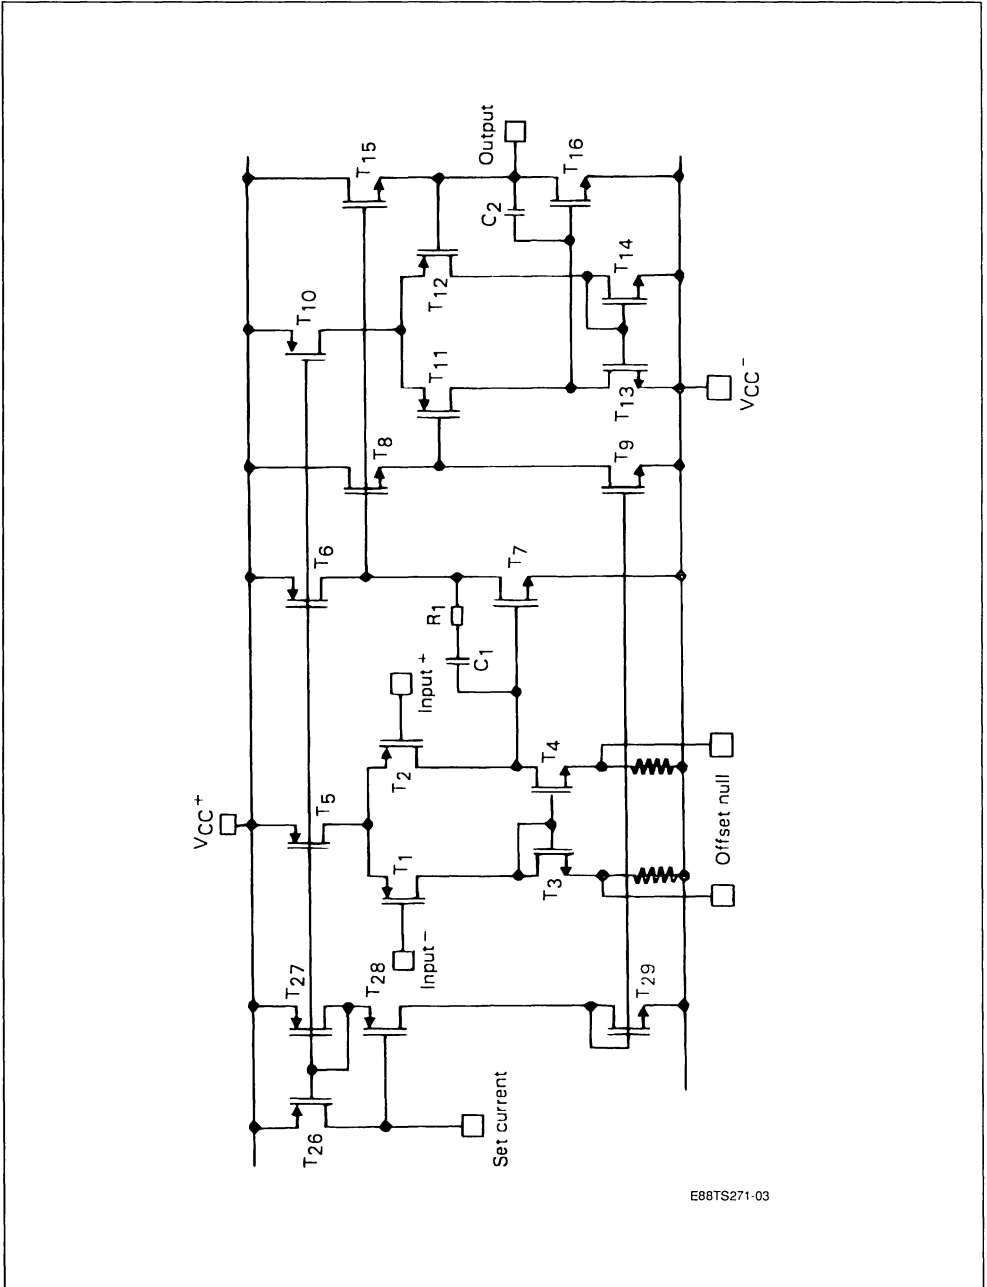 VCC+
T26
T27
T28
Set current
T29
T5
T1
Input−
T2
Input+
T3
T4
Offset null
T6
R1
C1
T7
T8
T9
T10
T11
T12
T13
T14
VCC−
T15
C2
Output
T16
E88TS271-03